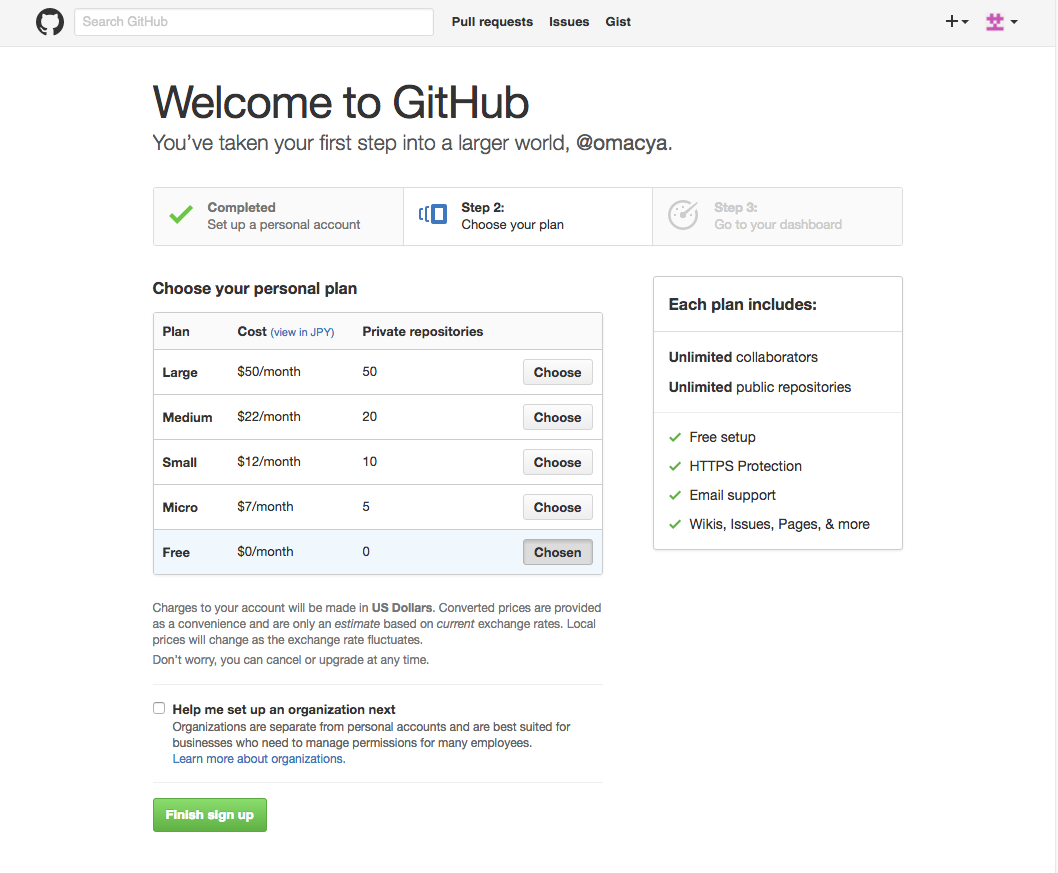 Search GitHub
Pull requests Issues Gist
Welcome to GitHub
You’ve taken your first step into a larger world, @omacya.
Completed
Set up a personal account
Step 2:
Choose your plan
Step 3:
Go to your dashboard
Choose your personal plan
Plan Cost (view in JPY) Private repositories
Large $50/month 50 Choose
Medium $22/month 20 Choose
Small $12/month 10 Choose
Micro $7/month 5 Choose
Free $0/month 0 Chosen
Charges to your account will be made in US Dollars. Converted prices are provided
as a convenience and are only an estimate based on current exchange rates. Local
prices will change as the exchange rate fluctuates.
Don't worry, you can cancel or upgrade at any time.
Help me set up an organization next
Organizations are separate from personal accounts and are best suited for
businesses who need to manage permissions for many employees.
Learn more about organizations.
Finish sign up
Each plan includes:
Unlimited collaborators
Unlimited public repositories
Free setup
HTTPS Protection
Email support
Wikis, Issues, Pages, & more